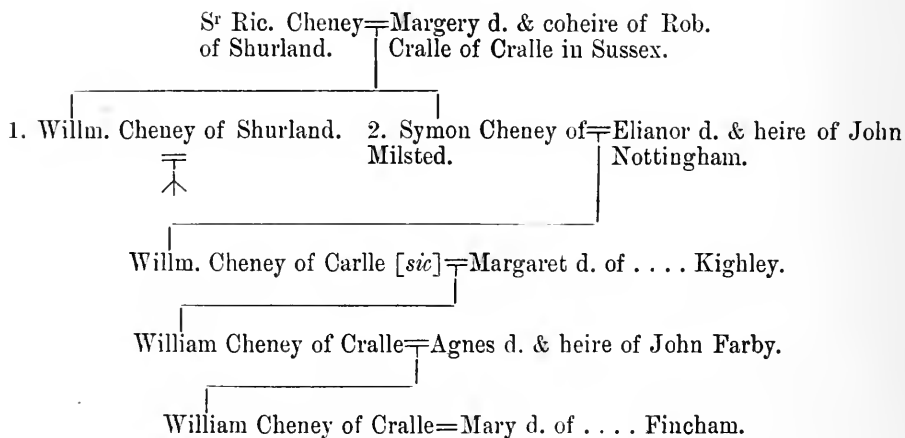 Sr Ric. Cheney=Margery d. & coheire of Rob.
of Shurland. Cralle of Cralle in Sussex.
1. Willm. Cheney of Shurland. 2. Symon Cheney of=Elianor d. & heire of John
Milsted. Nottingham.
Willm. Cheney of Carlle [sic]=Margaret d. of . . . . Kighley.
William Cheney of Cralle=Agnes d. & heire of John Farby.
William Cheney of Cralle=Mary d. of . . . . Fincham.